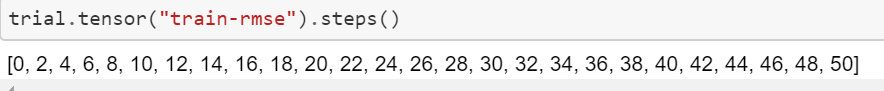 trial.tensor("train-rmse").steps()
[0, 2, 4, 6, 8, 10, 12, 14, 16, 18, 20, 22, 24, 26, 28, 30, 32, 34, 36, 38, 40, 42, 44, 46, 48, 50]